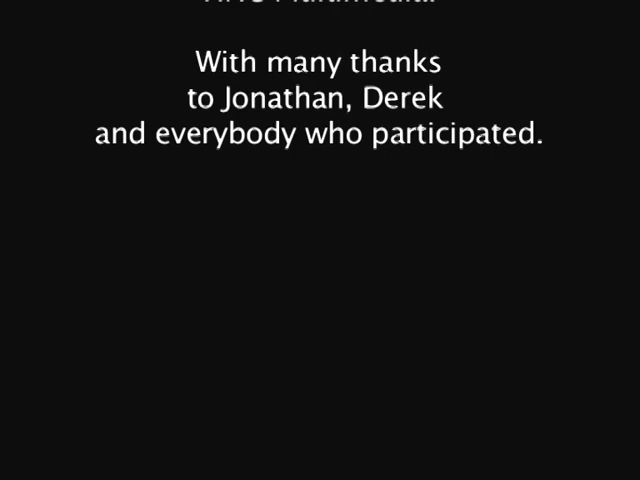 With many thanks
to Jonathan, Derek
and everybody who participated.